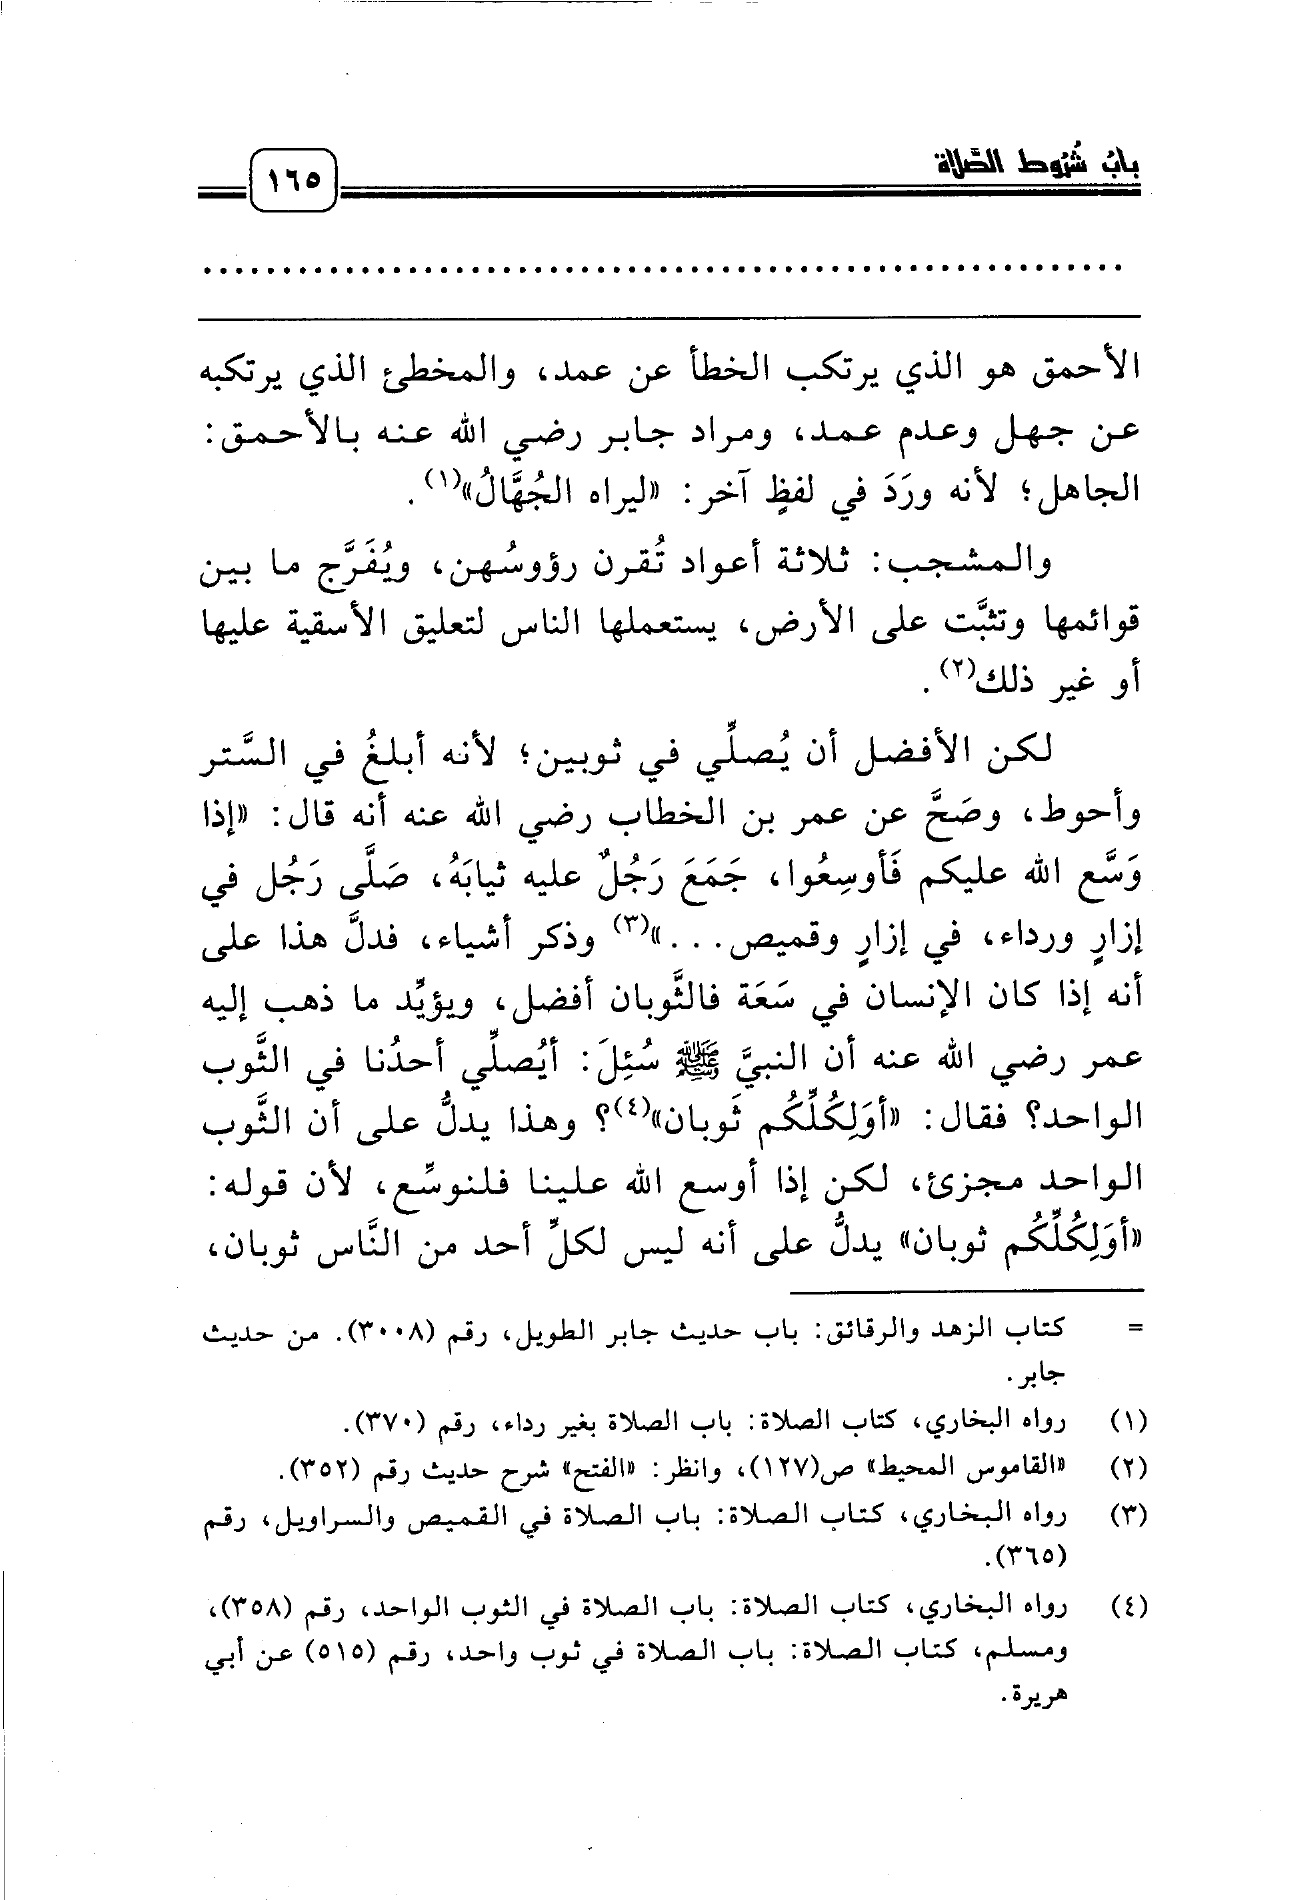 باب شروط الصلاة
١٦٥
الأحمق هو الذي يرتكب الخطأ عن عمد، والمخطئ الذي يرتكبه
عن جهل وعدم عمد، ومراد جابر رضي الله عنه بالأحمق:
الجاهل؛ لأنه ورَدَ في لفظٍ آخر: «ليراه الجُهَّالُ»(١).
والمشجب: ثلاثة أعواد تُقرن رؤوسُهن، ويُفَرَّج ما بين
قوائمها وتثبَّت على الأرض، يستعملها الناس لتعليق الأسقية عليها
أو غير ذلك(٢).
لكن الأفضل أن يُصلِّي في ثوبين؛ لأنه أبلغُ في السَّتر
وأحوط، وصَحَّ عن عمر بن الخطاب رضي الله عنه أنه قال: «إذا
وَسَّع الله عليكم فَأوسِعُوا، جَمَعَ رَجُلٌ عليه ثيابَهُ، صَلَّى رَجُل في
إزارٍ ورداء، في إزارٍ وقميص...»(٣) وذكر أشياء، فدلَّ هذا على
أنه إذا كان الإنسان في سَعَة فالثَّوبان أفضل، ويؤيِّد ما ذهب إليه
عمر رضي الله عنه أن النبيَّ ﷺ سُئِلَ: أيُصلِّي أحدُنا في الثَّوب
الواحد؟ فقال: «أوَلِكُلِّكُم ثَوبان»(٤)؟ وهذا يدلُّ على أن الثَّوب
الواحد مجزئ، لكن إذا أوسع الله علينا فلنوسِّع، لأن قوله:
«أوَلِكُلِّكُم ثوبان» يدلُّ على أنه ليس لكلِّ أحد من النَّاس ثوبان،
= كتاب الزهد والرقائق: باب حديث جابر الطويل، رقم (٣٠٠٨). من حديث
جابر.
(١) رواه البخاري، كتاب الصلاة: باب الصلاة بغير رداء، رقم (٣٧٠).
(٢) «القاموس المحيط» ص(١٢٧)، وانظر: «الفتح» شرح حديث رقم (٣٥٢).
(٣) رواه البخاري، كتاب الصلاة: باب الصلاة في القميص والسراويل، رقم
(٣٦٥).
(٤) رواه البخاري، كتاب الصلاة: باب الصلاة في الثوب الواحد، رقم (٣٥٨)،
ومسلم، كتاب الصلاة: باب الصلاة في ثوب واحد، رقم (٥١٥) عن أبي
هريرة.